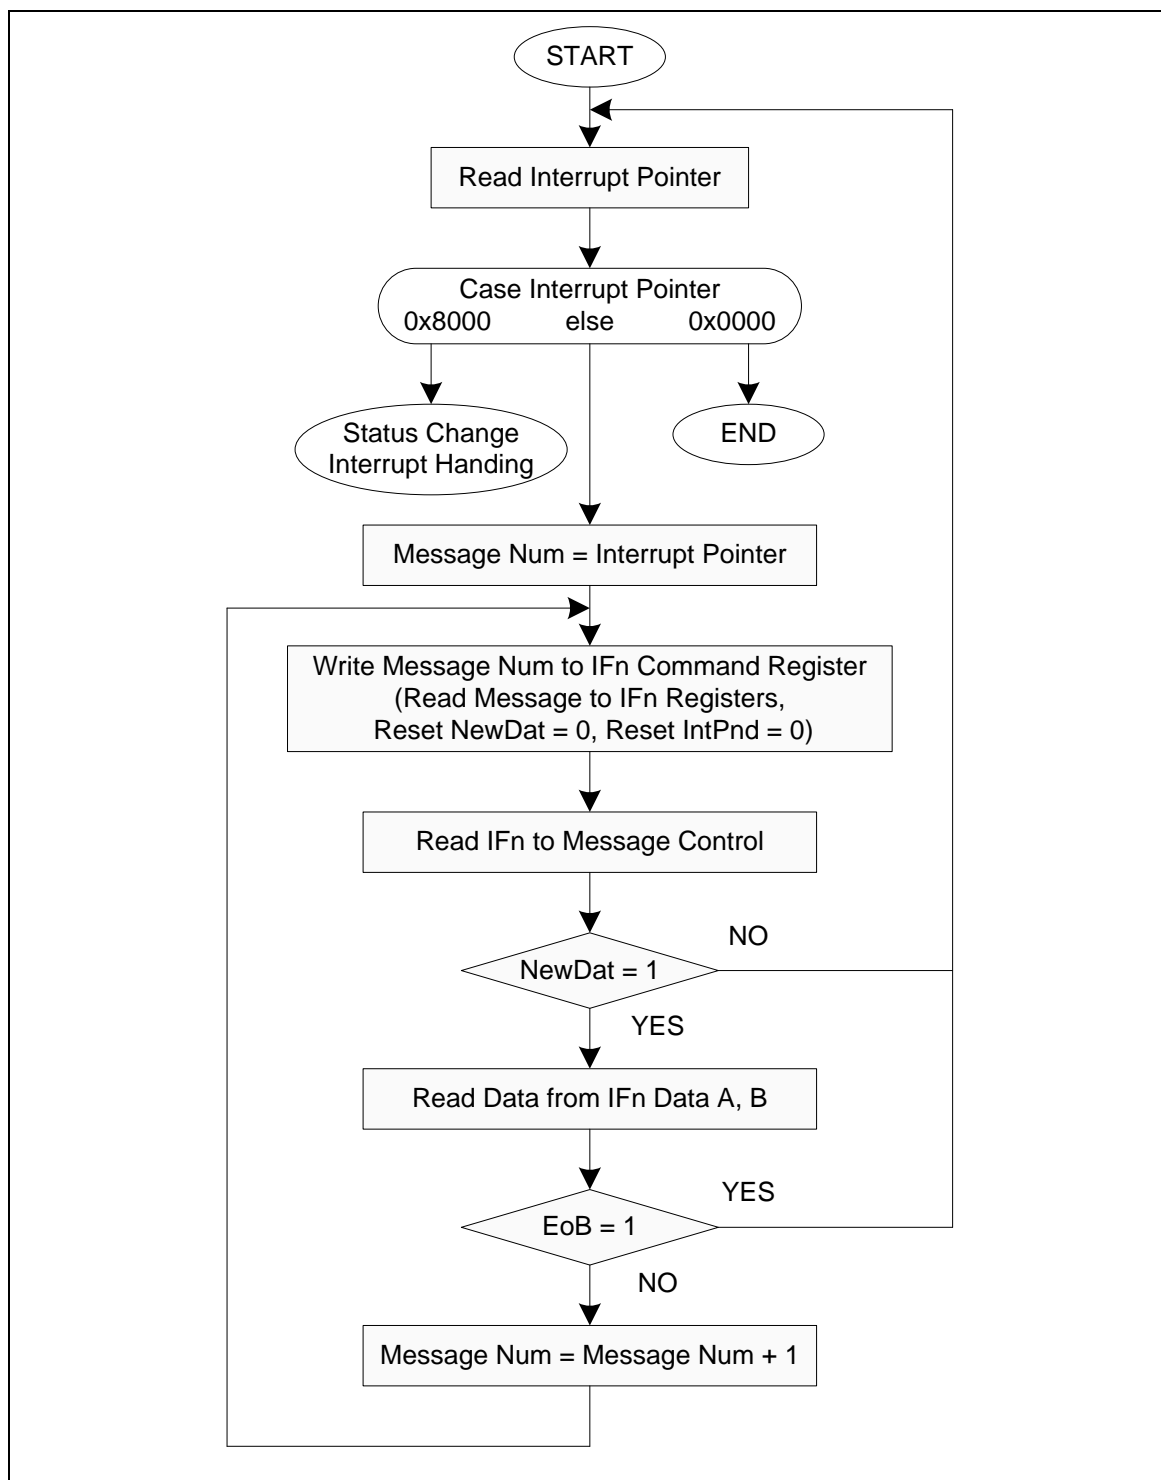 START
Read Interrupt Pointer
Case Interrupt Pointer
0x8000 else 0x0000
Status Change
Interrupt Handing
END
Message Num = Interrupt Pointer
Write Message Num to IFn Command Register
(Read Message to IFn Registers,
Reset NewDat = 0, Reset IntPnd = 0)
Read IFn to Message Control
NO
NewDat = 1
YES
Read Data from IFn Data A, B
YES
EoB = 1
NO
Message Num = Message Num + 1